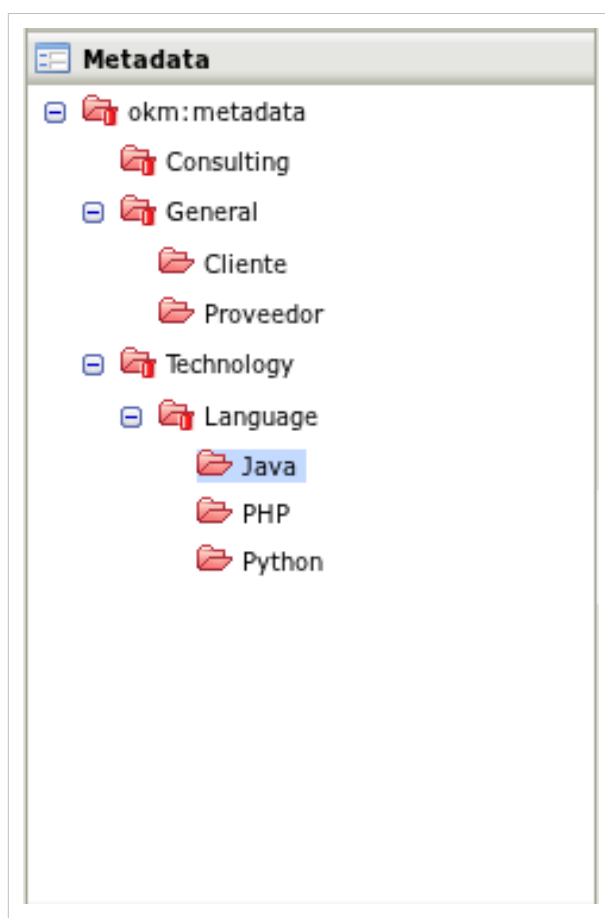 Metadata
okm:metadata
Consulting
General
Cliente
Proveedor
Technology
Language
Java
PHP
Python